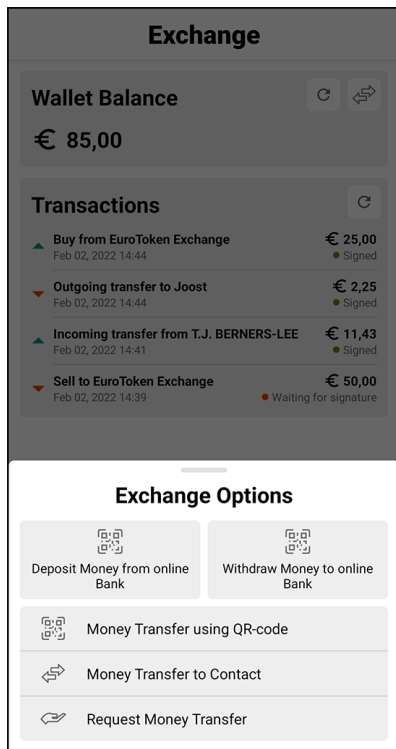 Exchange
Wallet Balance
€ 85,00
Transactions
Buy from EuroToken Exchange € 25,00
Feb 02, 2022 14:44 Signed
Outgoing transfer to Joost € 2,25
Feb 02, 2022 14:44 Signed
Incoming transfer from T.J. BERNERS-LEE € 11,43
Feb 02, 2022 14:41 Signed
Sell to EuroToken Exchange € 50,00
Feb 02, 2022 14:39 Waiting for signature
Exchange Options
Deposit Money from online
Bank
Withdraw Money to online
Bank
Money Transfer using QR-code
Money Transfer to Contact
Request Money Transfer